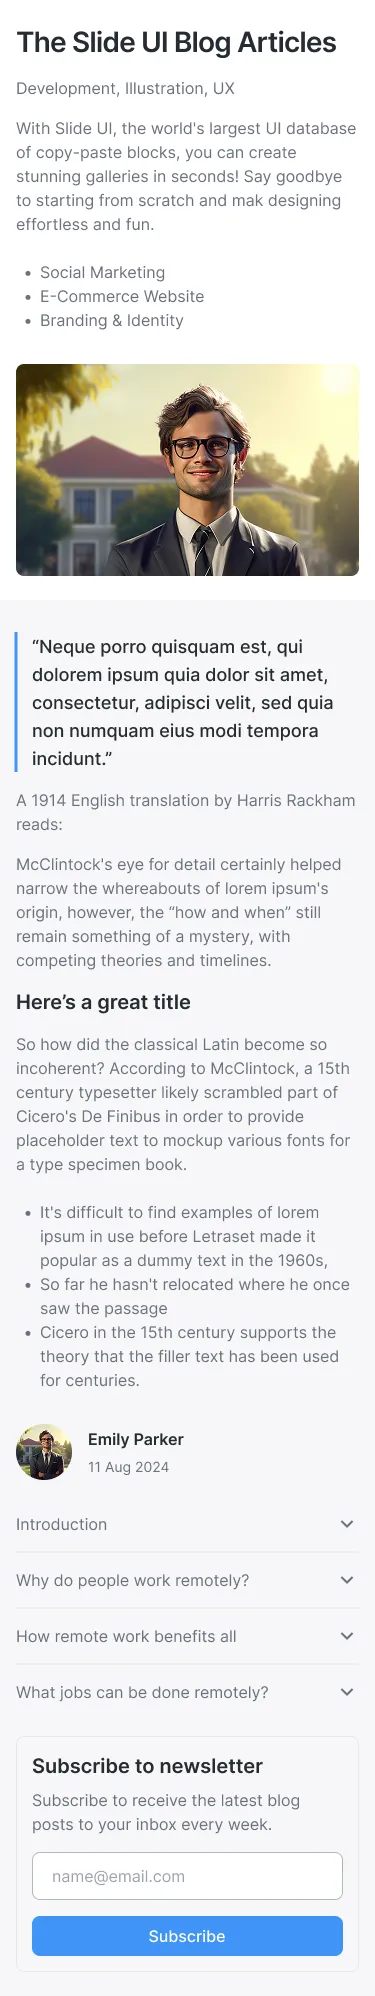 The Slide UI Blog Articles
Development, Illustration, UX
With Slide UI, the world's largest UI database
of copy-paste blocks, you can create
stunning galleries in seconds! Say goodbye
to starting from scratch and mak designing
effortless and fun.
• Social Marketing
• E-Commerce Website
• Branding & Identity
“Neque porro quisquam est, qui
dolorem ipsum quia dolor sit amet,
consectetur, adipisci velit, sed quia
non numquam eius modi tempora
incidunt.”
A 1914 English translation by Harris Rackham
reads:
McClintock's eye for detail certainly helped
narrow the whereabouts of lorem ipsum's
origin, however, the “how and when” still
remain something of a mystery, with
competing theories and timelines.
Here’s a great title
So how did the classical Latin become so
incoherent? According to McClintock, a 15th
century typesetter likely scrambled part of
Cicero's De Finibus in order to provide
placeholder text to mockup various fonts for
a type specimen book.
• It's difficult to find examples of lorem
ipsum in use before Letraset made it
popular as a dummy text in the 1960s,
• So far he hasn't relocated where he once
saw the passage
• Cicero in the 15th century supports the
theory that the filler text has been used
for centuries.
Emily Parker
11 Aug 2024
Introduction
Why do people work remotely?
How remote work benefits all
What jobs can be done remotely?
Subscribe to newsletter
Subscribe to receive the latest blog
posts to your inbox every week.
name@email.com
Subscribe